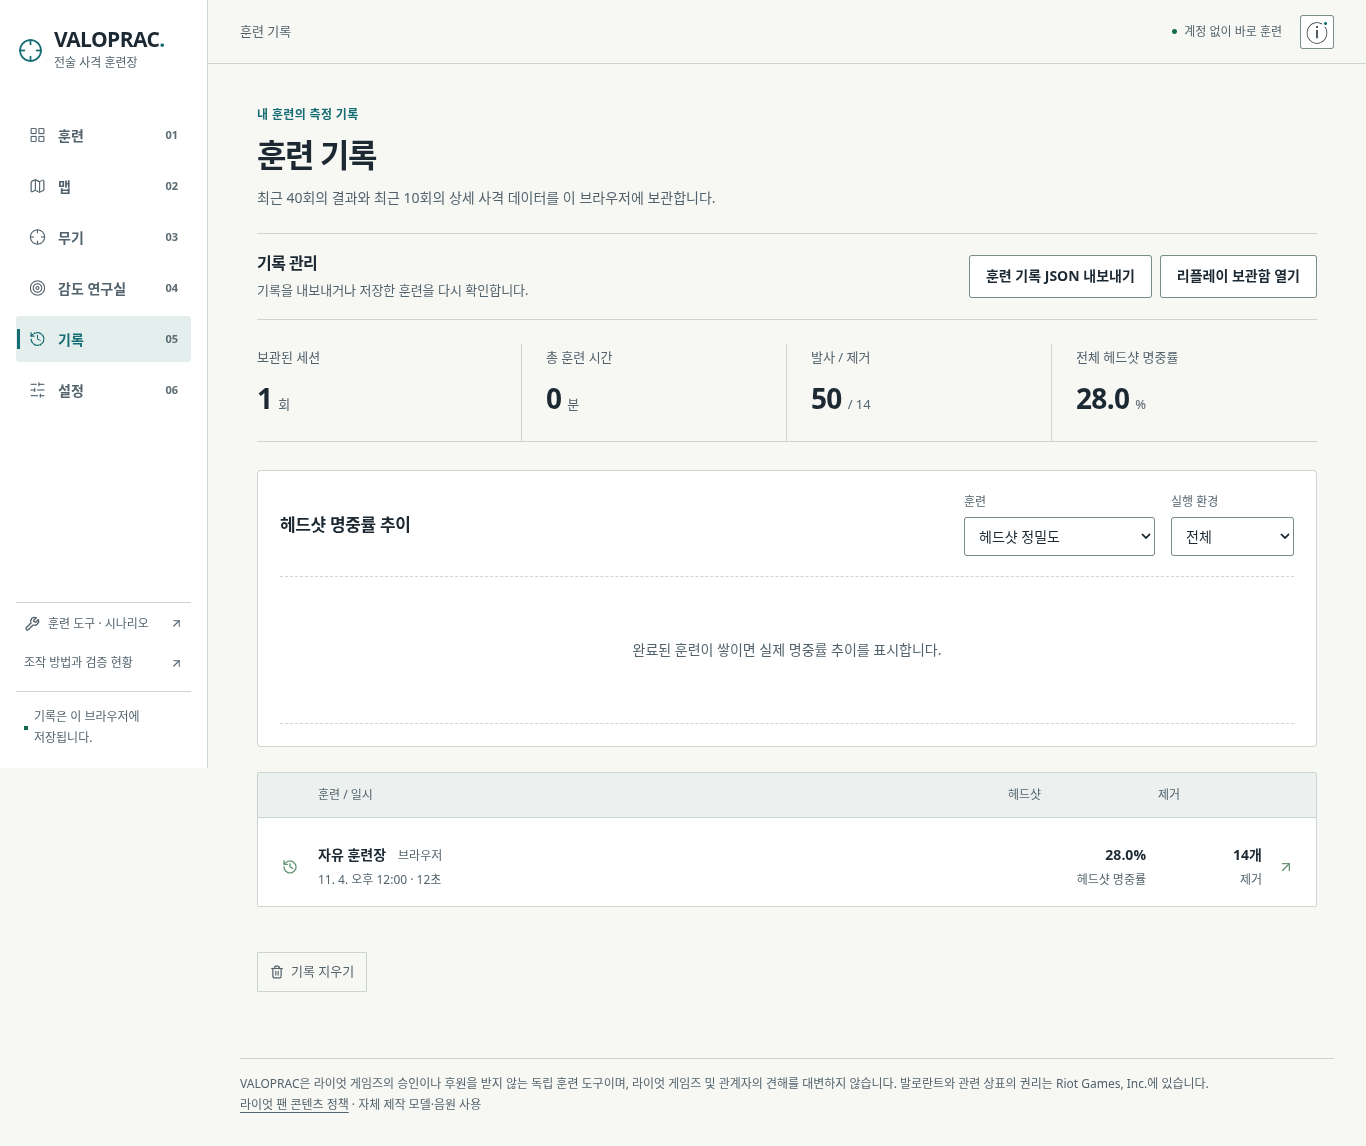 VALOPRAC.
전술 사격 훈련장
훈련 01
맵 02
무기 03
감도 연구실 04
기록 05
설정 06
훈련 도구 · 시나리오
조작 방법과 검증 현황
기록은 이 브라우저에
저장됩니다.
훈련 기록
계정 없이 바로 훈련
내 훈련의 측정 기록
훈련 기록
최근 40회의 결과와 최근 10회의 상세 사격 데이터를 이 브라우저에 보관합니다.
기록 관리
기록을 내보내거나 저장한 훈련을 다시 확인합니다.
훈련 기록 JSON 내보내기
리플레이 보관함 열기
보관된 세션
1 회
총 훈련 시간
0 분
발사 / 제거
50 / 14
전체 헤드샷 명중률
28.0 %
헤드샷 명중률 추이
훈련
헤드샷 정밀도
실행 환경
전체
완료된 훈련이 쌓이면 실제 명중률 추이를 표시합니다.
훈련 / 일시 헤드샷 제거
자유 훈련장 브라우저 28.0% 14개
11. 4. 오후 12:00 · 12초 헤드샷 명중률 제거
기록 지우기
VALOPRAC은 라이엇 게임즈의 승인이나 후원을 받지 않는 독립 훈련 도구이며, 라이엇 게임즈 및 관계자의 견해를 대변하지 않습니다. 발로란트와 관련 상표의 권리는 Riot Games, Inc.에 있습니다.
라이엇 팬 콘텐츠 정책 · 자체 제작 모델·음원 사용